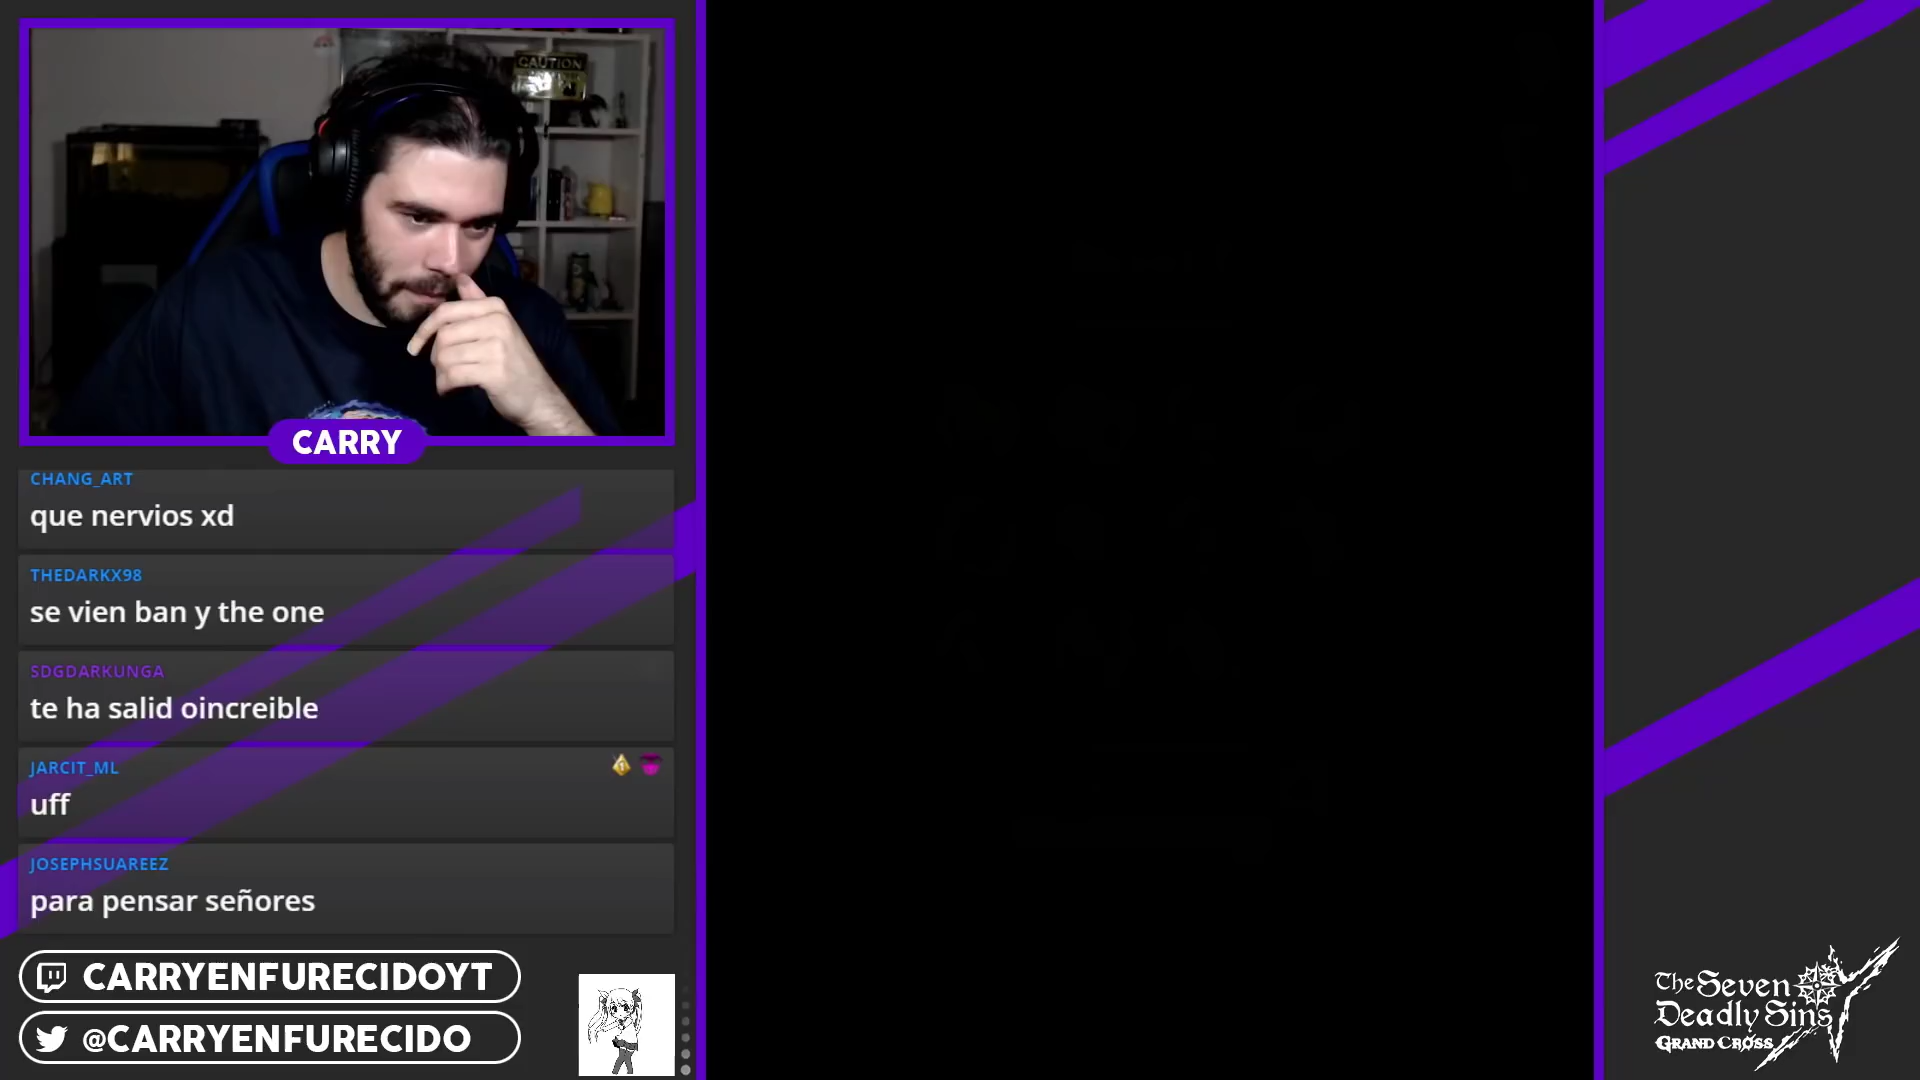 CAUTION
CARRY
CHANG_ART
que nervios xd
THEDARKX98
se vien ban y the one
SDGDARKUNGA
te ha salid oincreible
JARCIT_ML
uff
JOSEPHSUAREEZ
para pensar señores
CARRYENFURECIDOYT
@CARRYENFURECIDO
The Seven
Deadly Sins
GRAND CROSS